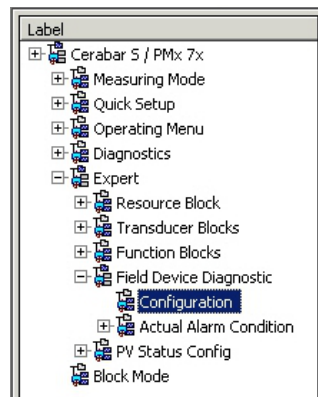 Label
Cerabar S / PMx 7x
Measuring Mode
Quick Setup
Operating Menu
Diagnostics
Expert
Resource Block
Transducer Blocks
Function Blocks
Field Device Diagnostic
Configuration
Actual Alarm Condition
PV Status Config
Block Mode